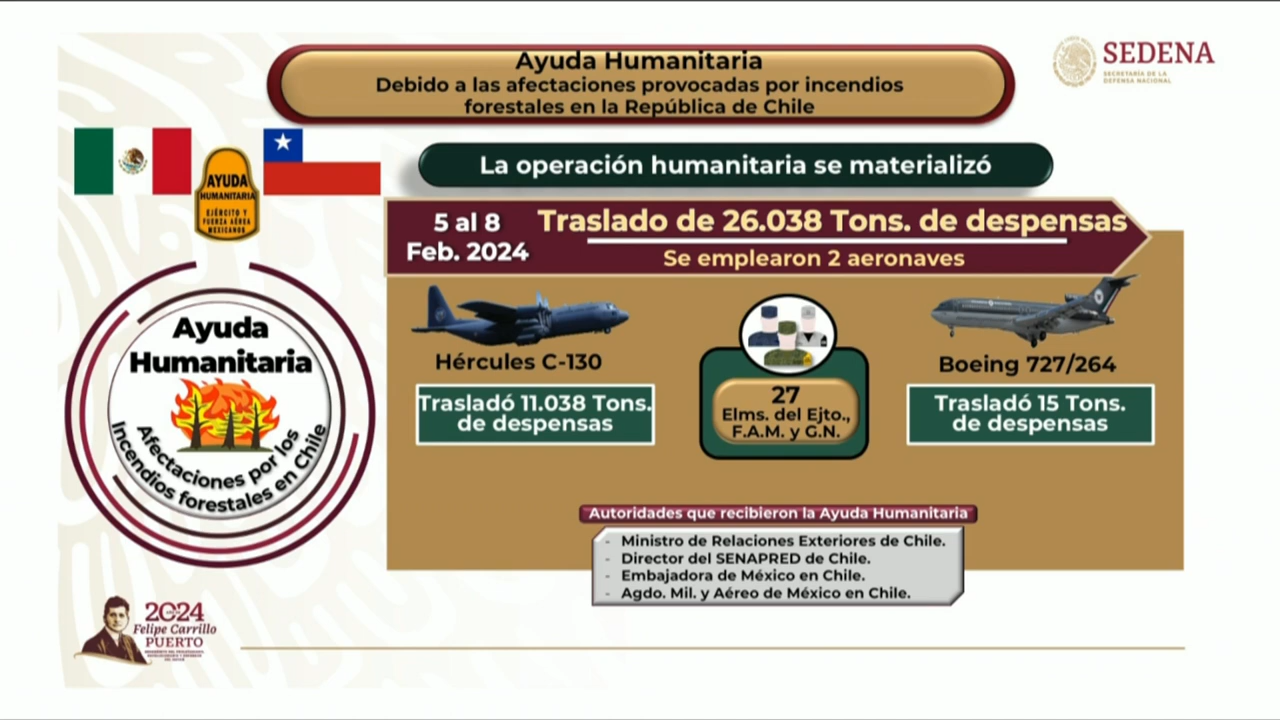 Ayuda Humanitaria
Debido a las afectaciones provocadas por incendios
forestales en la República de Chile
SEDENA
SECRETARÍA DE LA
DEFENSA NACIONAL
AYUDA
HUMANITARIA
EJÉRCITO Y
FUERZA AÉREA
MEXICANOS
La operación humanitaria se materializó
5 al 8
Feb. 2024
Traslado de 26.038 Tons. de despensas
Se emplearon 2 aeronaves
Ayuda
Humanitaria
Afectaciones por los
Incendios forestales en Chile
Hércules C-130
Trasladó 11.038 Tons.
de despensas
27
Elms. del Ejto.,
F.A.M. y G.N.
Boeing 727/264
Trasladó 15 Tons.
de despensas
Autoridades que recibieron la Ayuda Humanitaria
- Ministro de Relaciones Exteriores de Chile.
- Director del SENAPRED de Chile.
- Embajadora de México en Chile.
- Agdo. Mil. y Aéreo de México en Chile.
2024
Felipe Carrillo
PUERTO